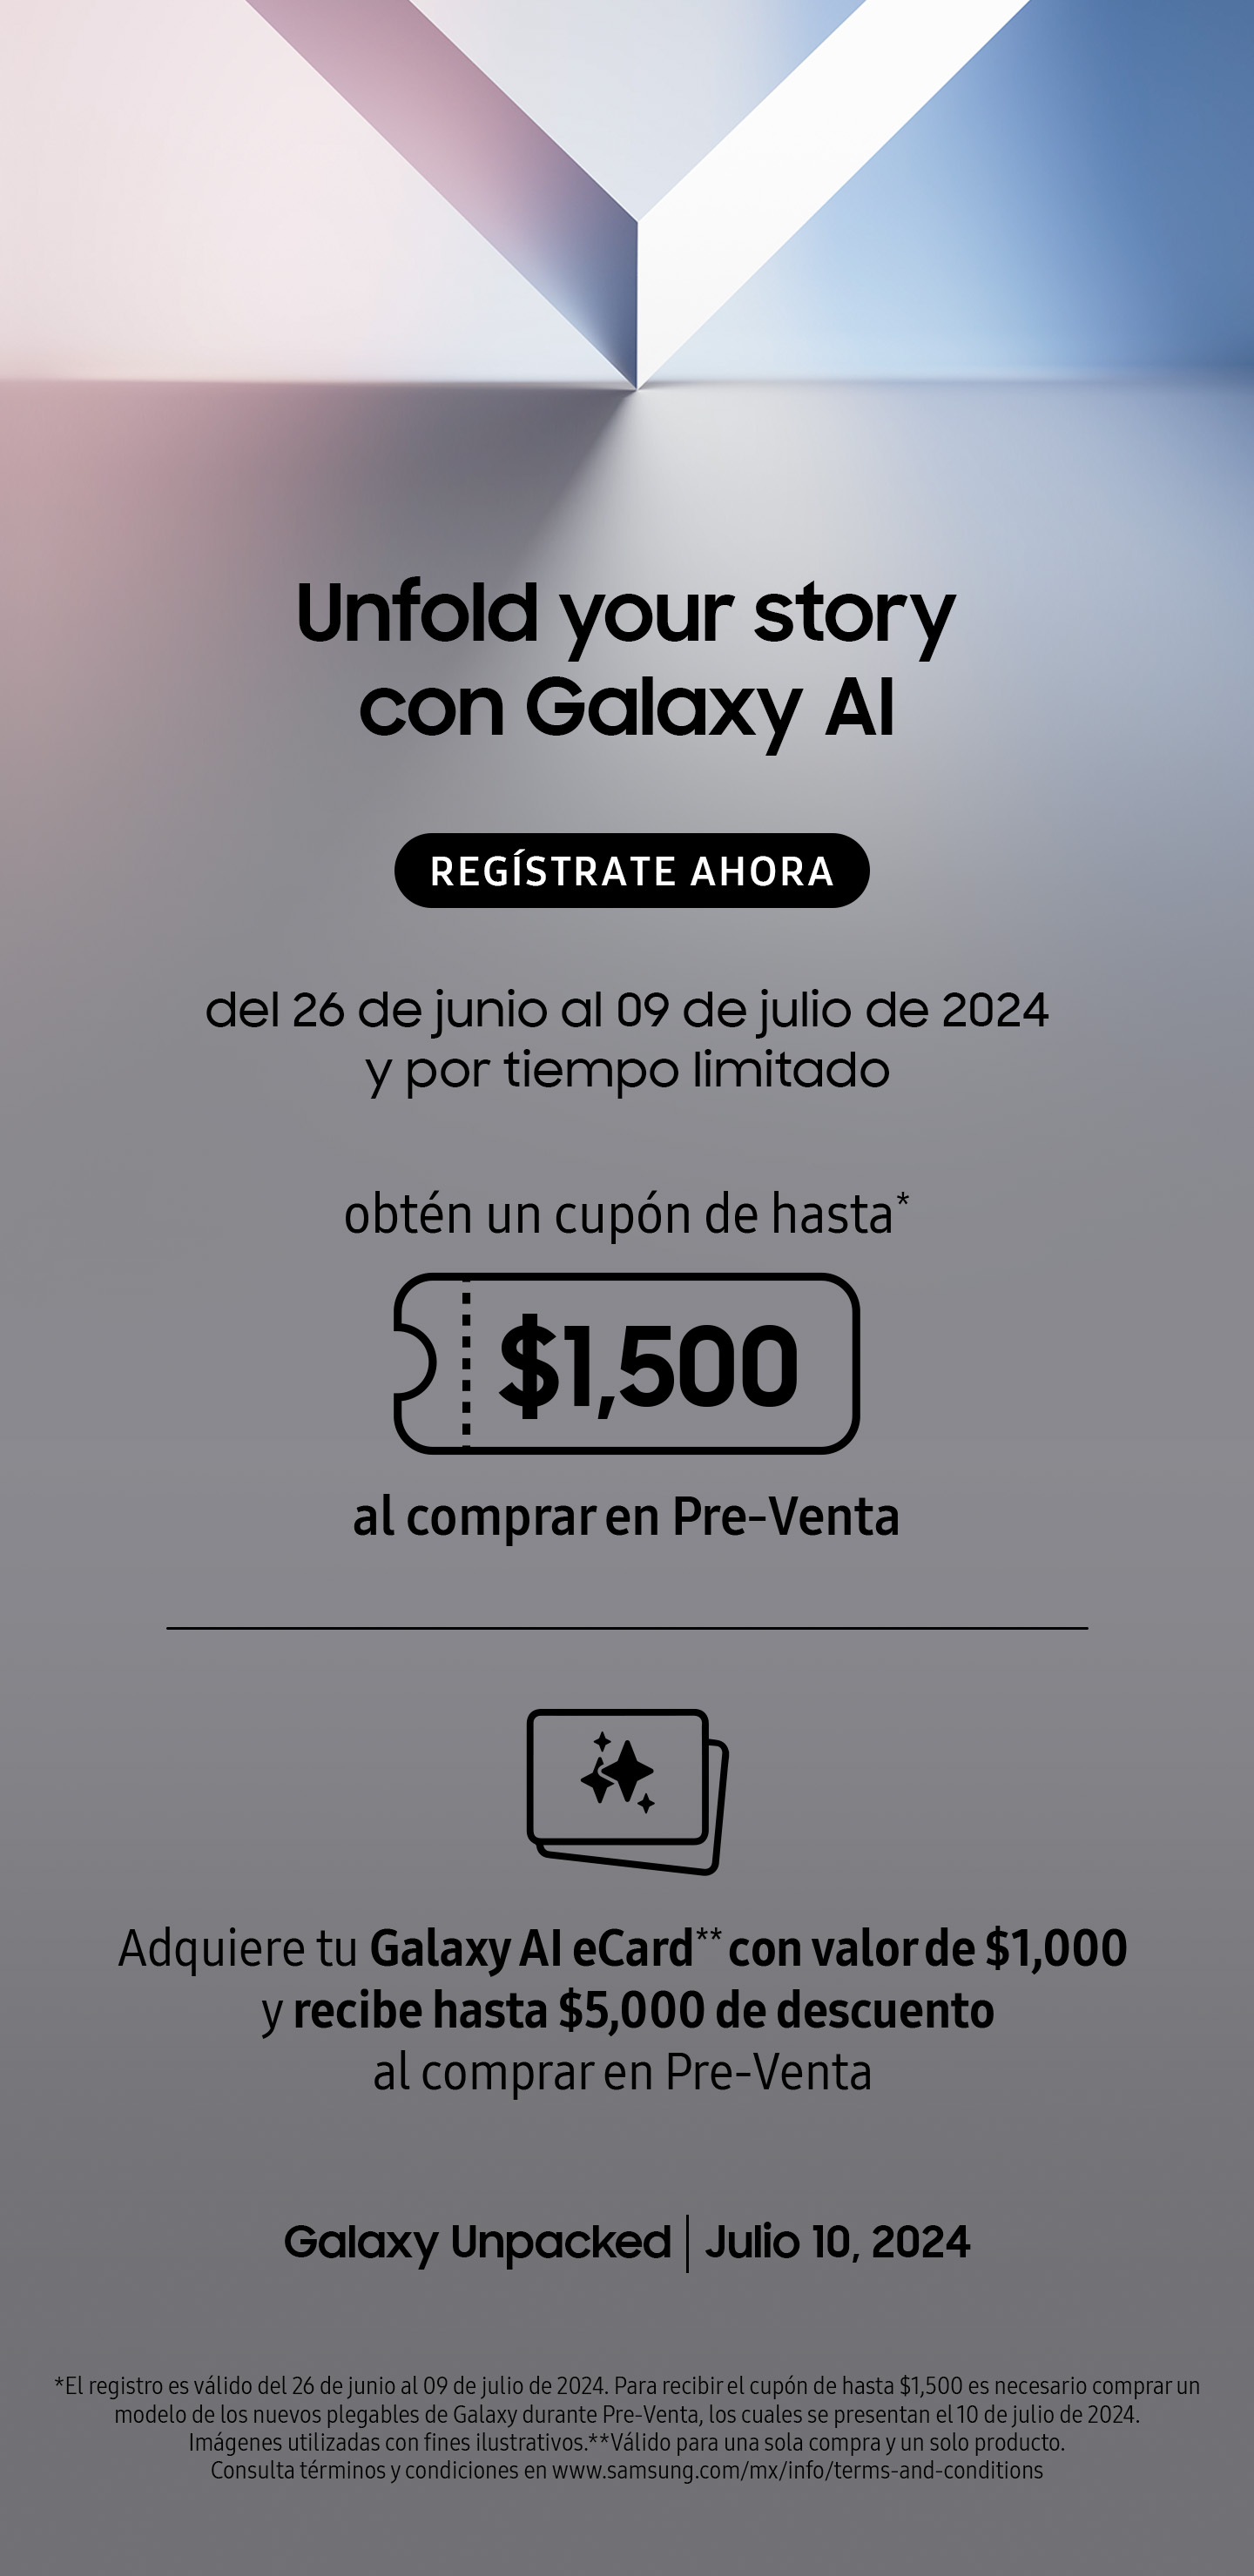 Unfold your story
con Galaxy AI
REGÍSTRATE AHORA
del 26 de junio al 09 de julio de 2024
y por tiempo limitado
obtén un cupón de hasta*
$1,500
al comprar en Pre-Venta
Adquiere tu Galaxy AI eCard** con valor de $1,000
y recibe hasta $5,000 de descuento
al comprar en Pre-Venta
Galaxy Unpacked | Julio 10, 2024
*El registro es válido del 26 de junio al 09 de julio de 2024. Para recibir el cupón de hasta $1,500 es necesario comprar un
modelo de los nuevos plegables de Galaxy durante Pre-Venta, los cuales se presentan el 10 de julio de 2024.
Imágenes utilizadas con fines ilustrativos.**Válido para una sola compra y un solo producto.
Consulta términos y condiciones en www.samsung.com/mx/info/terms-and-conditions